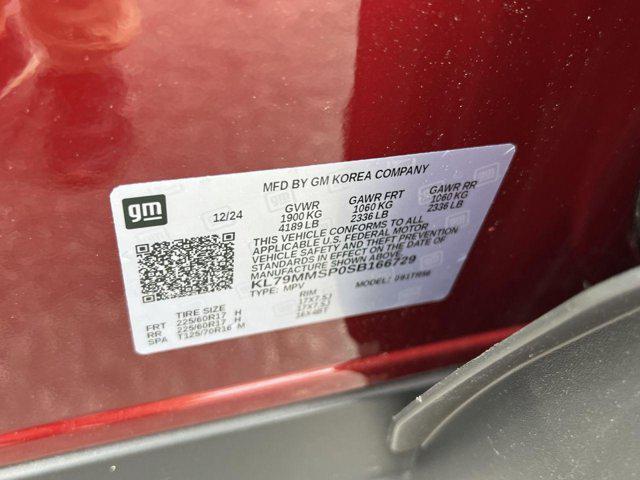 MFD BY GM KOREA COMPANY
gm
12/24
GVWR GAWR FRT GAWR RR
1900 KG 1060 KG 1060 KG
4189 LB 2336 LB 2336 LB
THIS VEHICLE CONFORMS TO ALL
APPLICABLE U.S. FEDERAL MOTOR
VEHICLE SAFETY AND THEFT PREVENTION
STANDARDS IN EFFECT ON THE DATE OF
MANUFACTURE SHOWN ABOVE.
KL79MMSP0SB166729
TYPE: MPV
TIRE SIZE RIM
FRT 225/60R17 H 17X7.5J
RR 225/60R17 H 17X7.5J
SPA T125/70R16 M 16X4BT